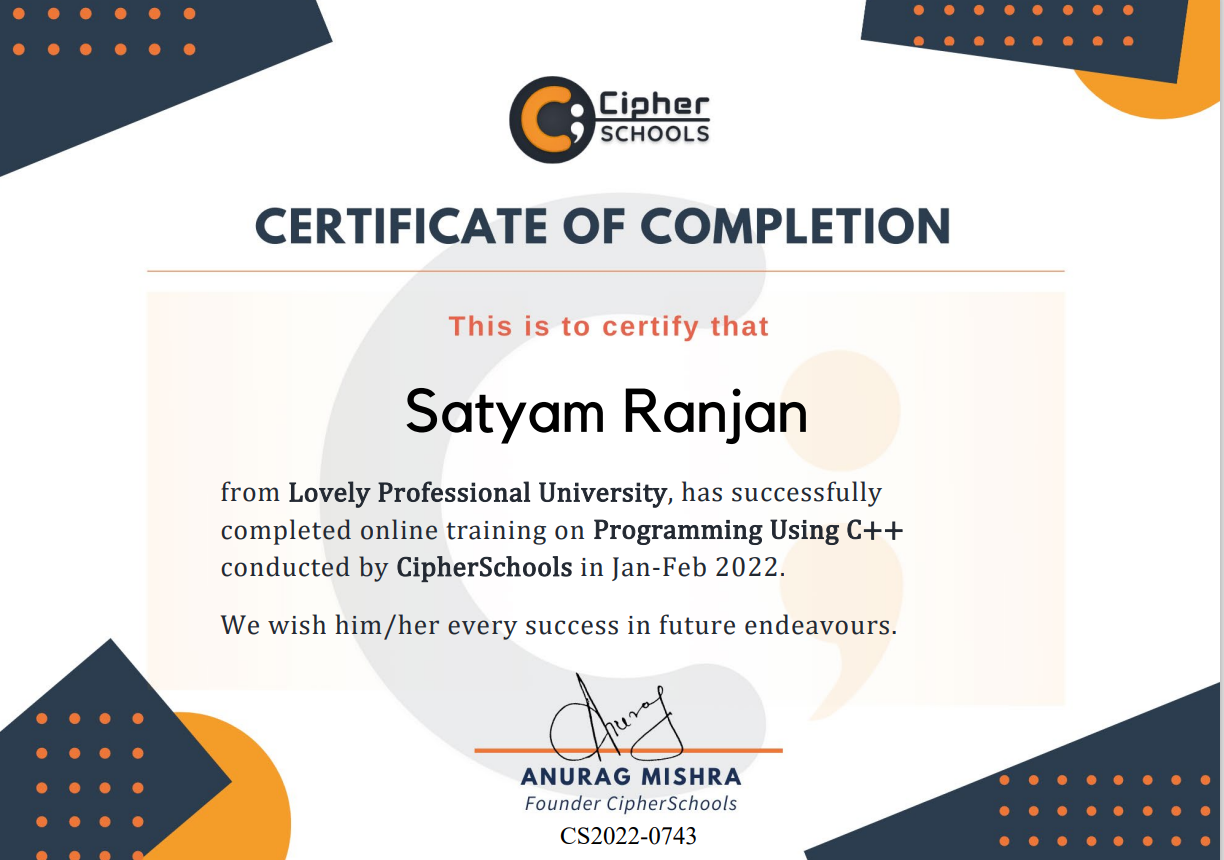 Cipher
SCHOOLS
CERTIFICATE OF COMPLETION
This is to certify that
Satyam Ranjan
from Lovely Professional University, has successfully
completed online training on Programming Using C++
conducted by CipherSchools in Jan-Feb 2022.
We wish him/her every success in future endeavours.
Anurag
ANURAG MISHRA
Founder CipherSchools
CS2022-0743